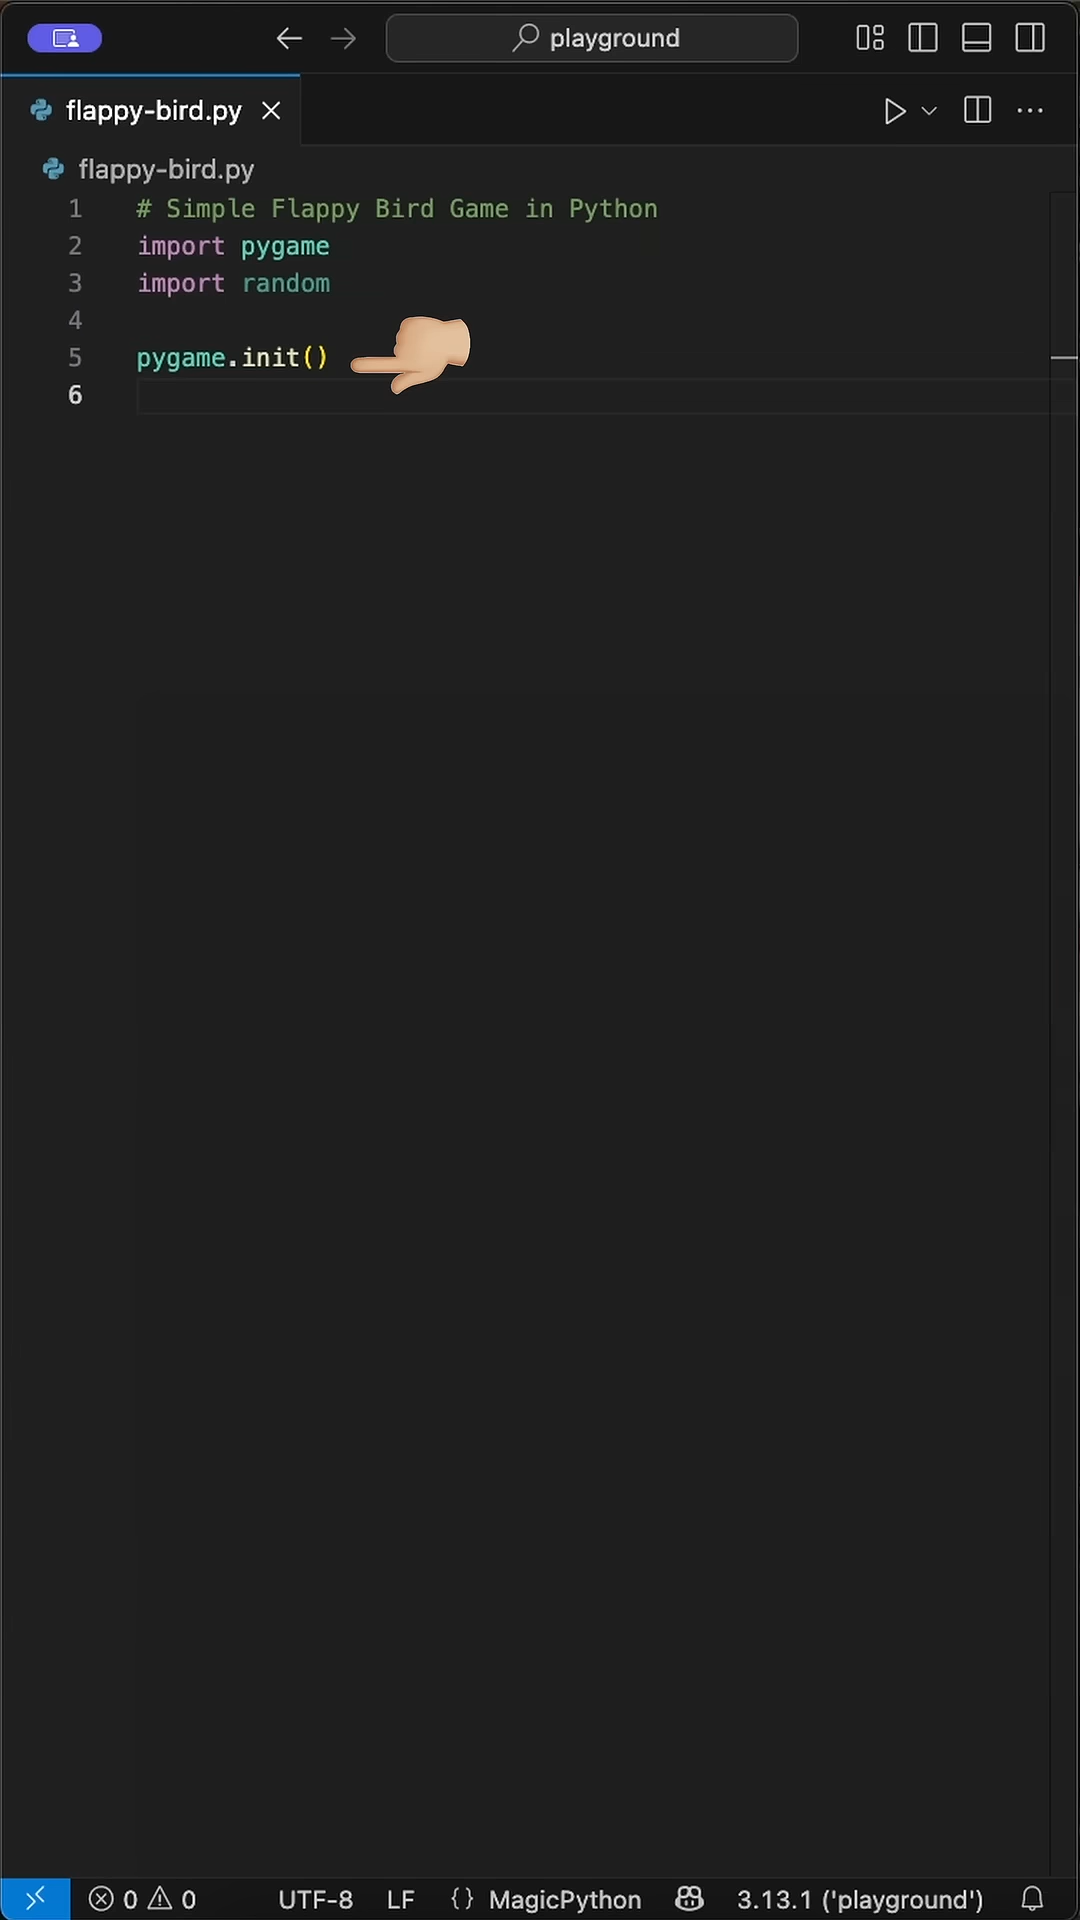 playground
flappy-bird.py
flappy-bird.py
1 # Simple Flappy Bird Game in Python
2 import pygame
3 import random
4
5 pygame.init()
6
0 0 UTF-8 LF {} MagicPython 3.13.1 ('playground')